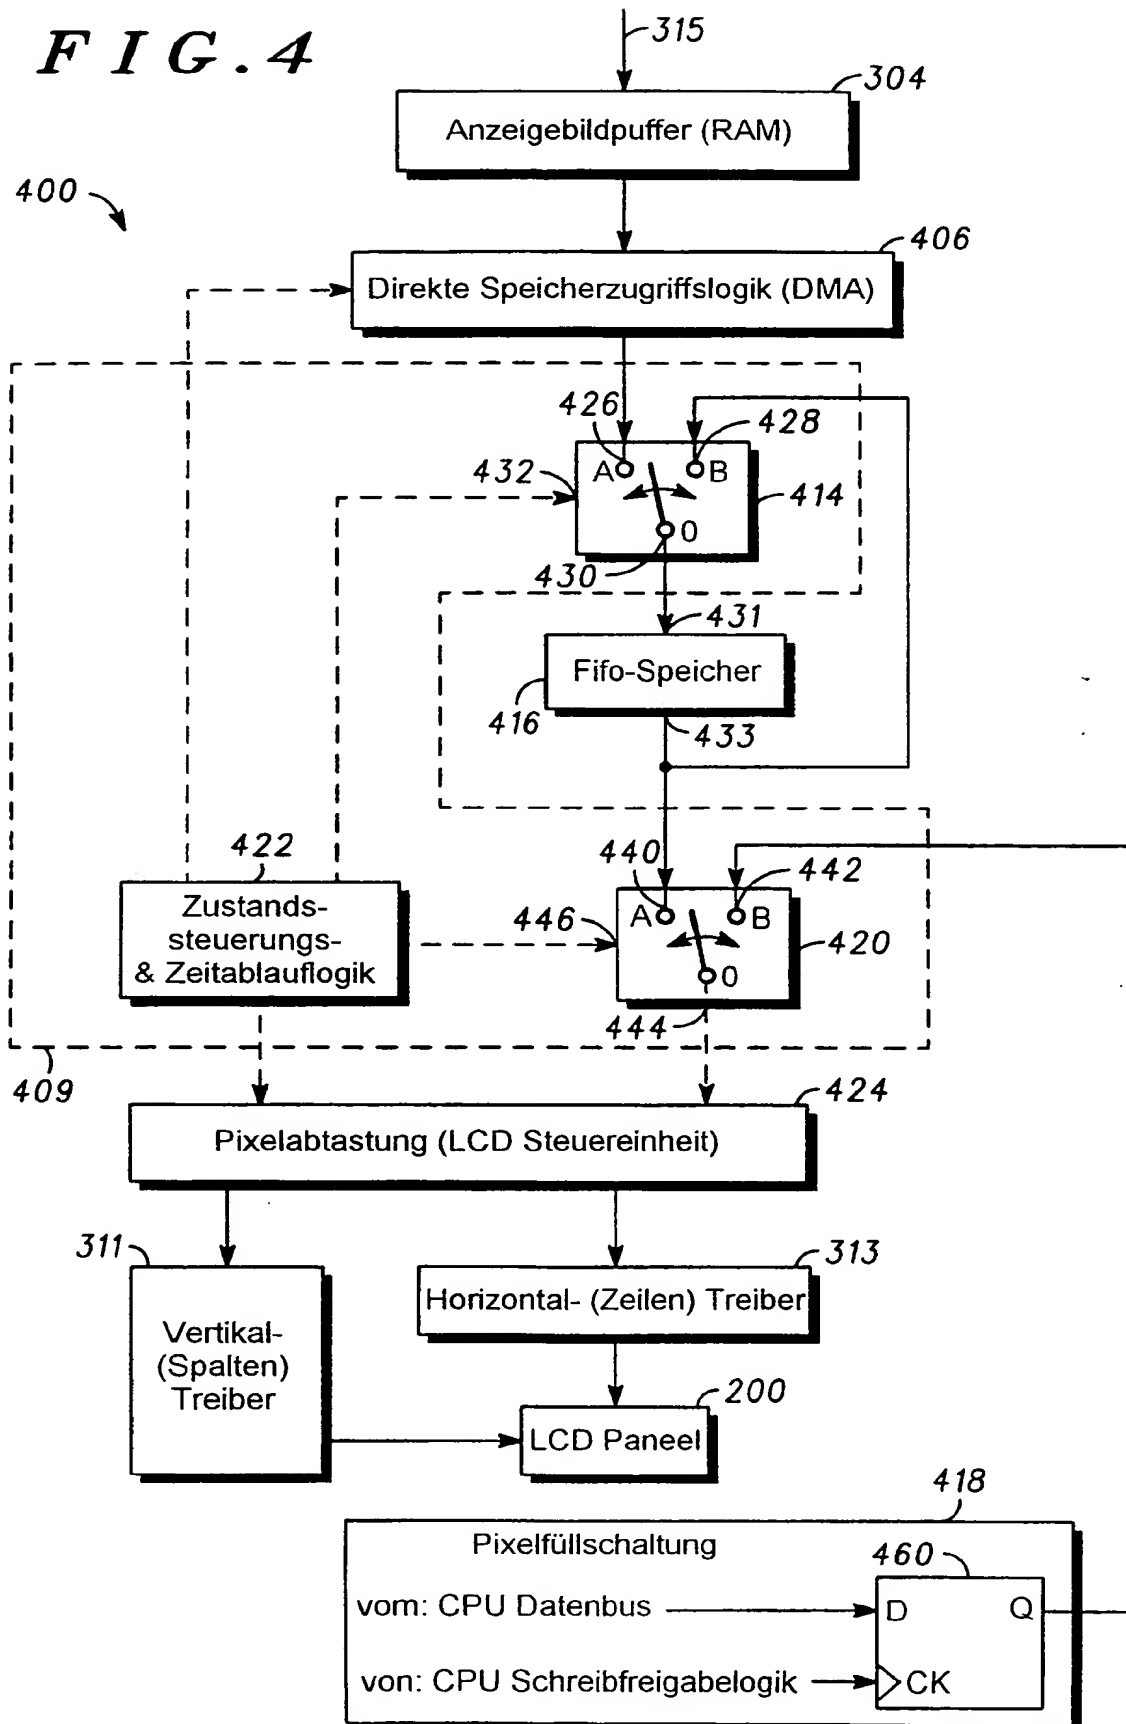 FIG.4
315
304
Anzeigebildpuffer (RAM)
400
406
Direkte Speicherzugriffslogik (DMA)
426
428
A
B
432
414
0
430
431
Fifo-Speicher
416
433
422
440
442
Zustands-
steuerungs-
& Zeitablauflogik
446
A
B
420
0
444
409
424
Pixelabtastung (LCD Steuereinheit)
311
313
Vertikal-
(Spalten)
Treiber
Horizontal- (Zeilen) Treiber
200
LCD Paneel
418
Pixelfüllschaltung
460
vom: CPU Datenbus
D
Q
von: CPU Schreibfreigabelogik
CK